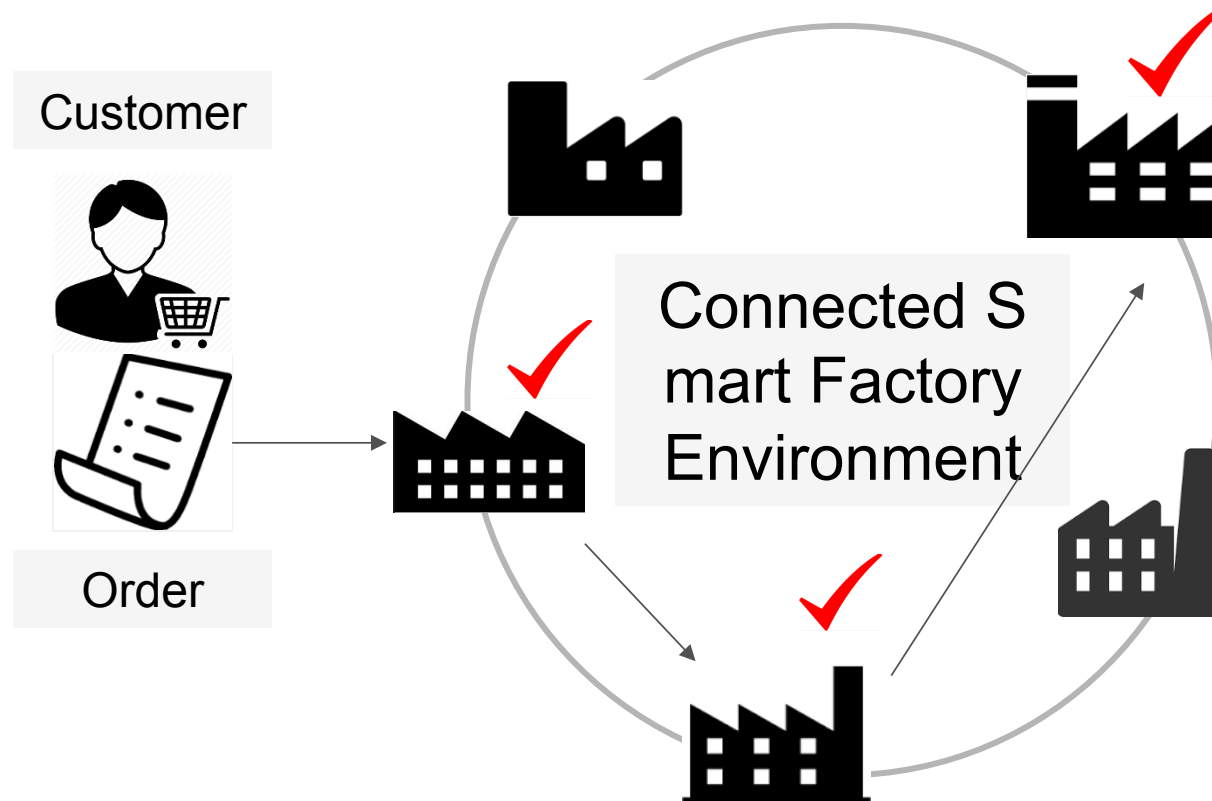 Customer
Order
Connected S
mart Factory
Environment